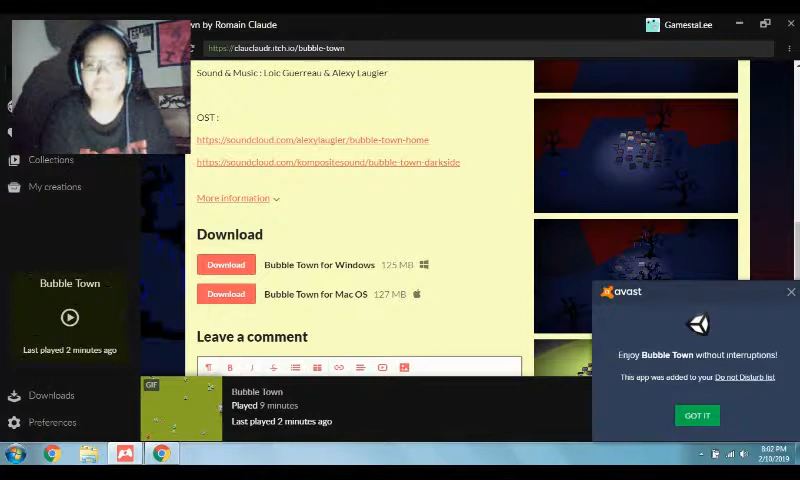 wn by Romain Claude
GamestaLee
https://clauclaudr.itch.io/bubble-town
Sound & Music : Loic Guerreau & Alexy Laugier
OST :
https://soundcloud.com/alexylaugier/bubble-town-home
https://soundcloud.com/kompositesound/bubble-town-darkside
More information
Collections
My creations
Download
Download Bubble Town for Windows 125 MB
Download Bubble Town for Mac OS 127 MB
Leave a comment
Bubble Town
Last played 2 minutes ago
Downloads
Preferences
GIF
Bubble Town
Played 9 minutes
Last played 2 minutes ago
avast
Enjoy Bubble Town without interruptions!
This app was added to your Do not Disturb list
GOT IT
8:02 PM
2/10/2019